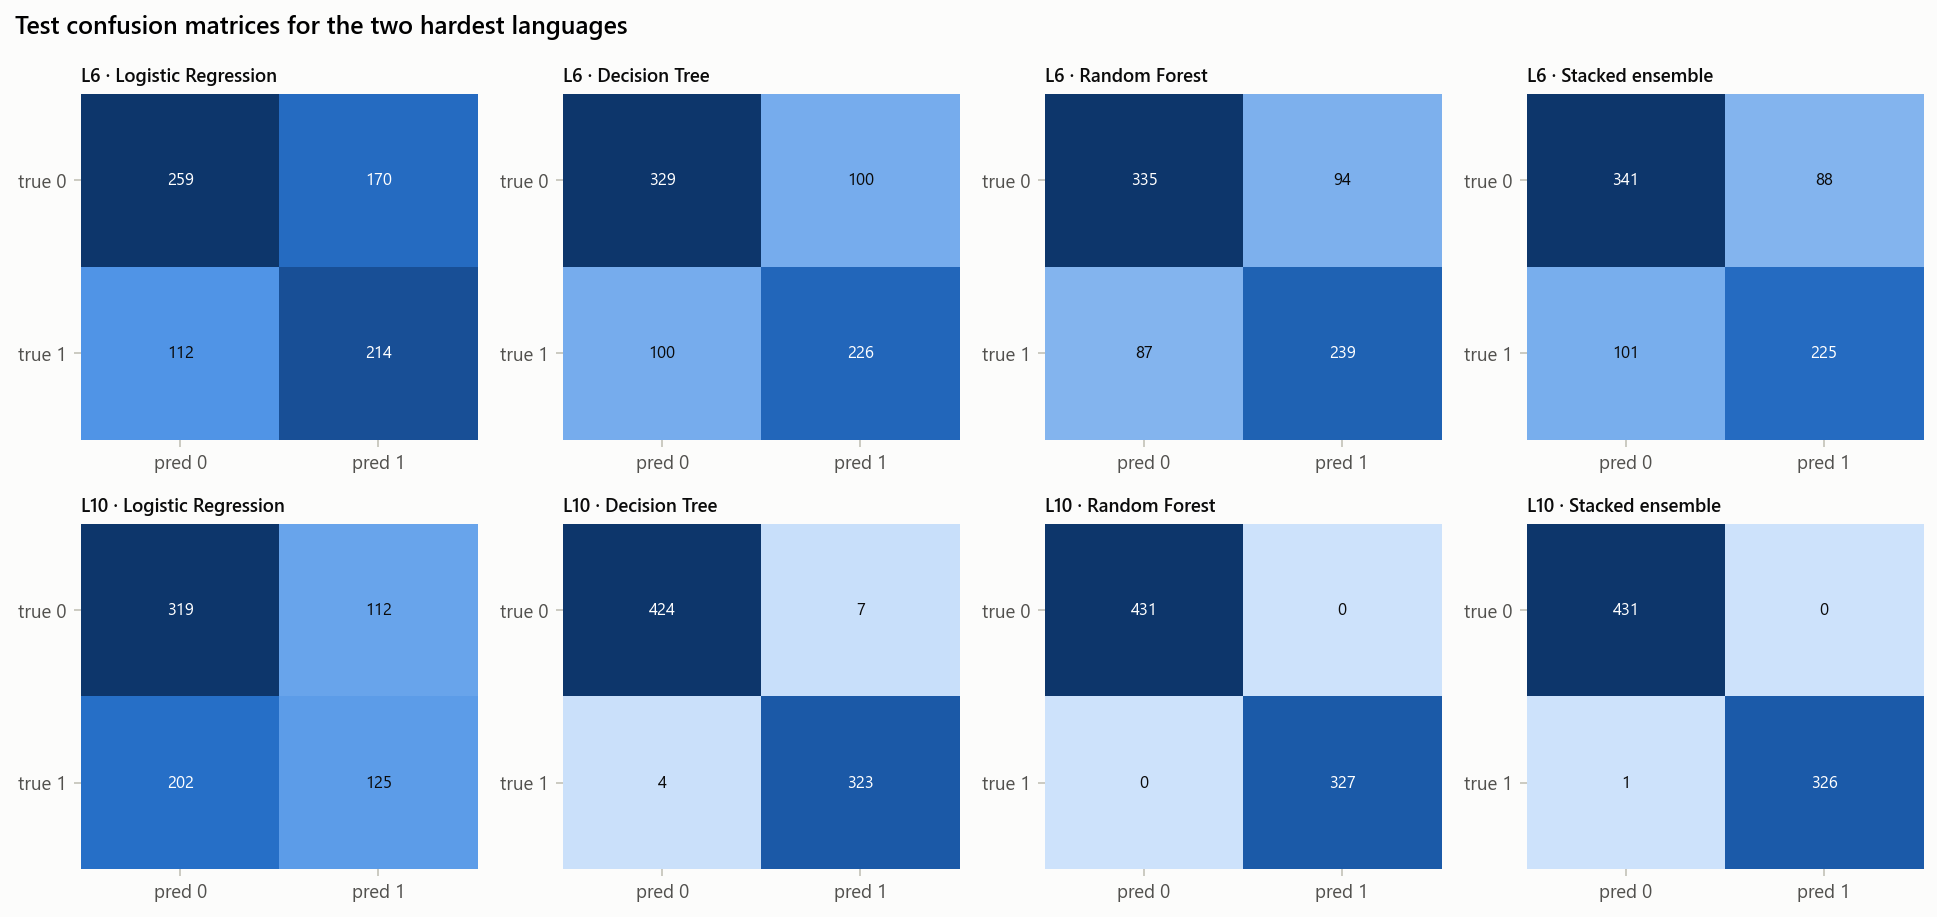 Test confusion matrices for the two hardest languages
L6 · Logistic Regression
L6 · Decision Tree
L6 · Random Forest
L6 · Stacked ensemble
true 0 259 170
true 0 329 100
true 0 335 94
true 0 341 88
true 1 112 214
true 1 100 226
true 1 87 239
true 1 101 225
pred 0 pred 1
pred 0 pred 1
pred 0 pred 1
pred 0 pred 1
L10 · Logistic Regression
L10 · Decision Tree
L10 · Random Forest
L10 · Stacked ensemble
true 0 319 112
true 0 424 7
true 0 431 0
true 0 431 0
true 1 202 125
true 1 4 323
true 1 0 327
true 1 1 326
pred 0 pred 1
pred 0 pred 1
pred 0 pred 1
pred 0 pred 1